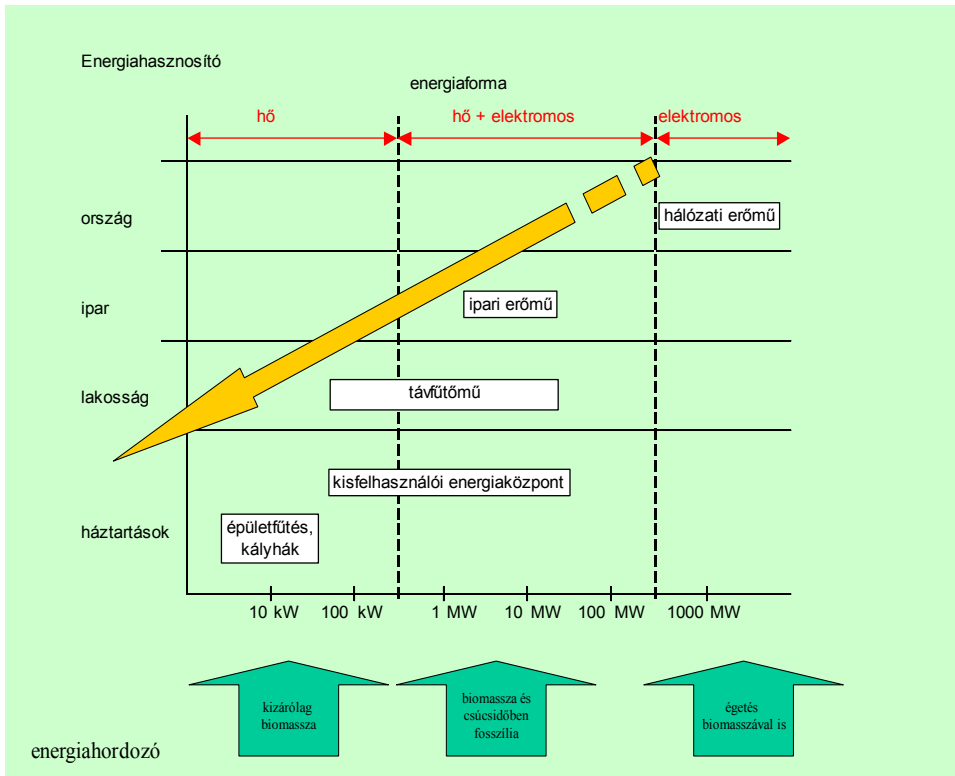 Energiahasznosító
energiaforma
hő
hő + elektromos
elektromos
ország
hálózati erőmű
ipar
ipari erőmű
lakosság
távfűtőmű
kisfelhasználói energiaközpont
háztartások
épületfűtés,
kályhák
10 kW
100 kW
1 MW
10 MW
100 MW
1000 MW
kizárólag
biomassza
biomassza és
csúcsidőben
fosszília
égetés
biomasszával is
energiahordozó